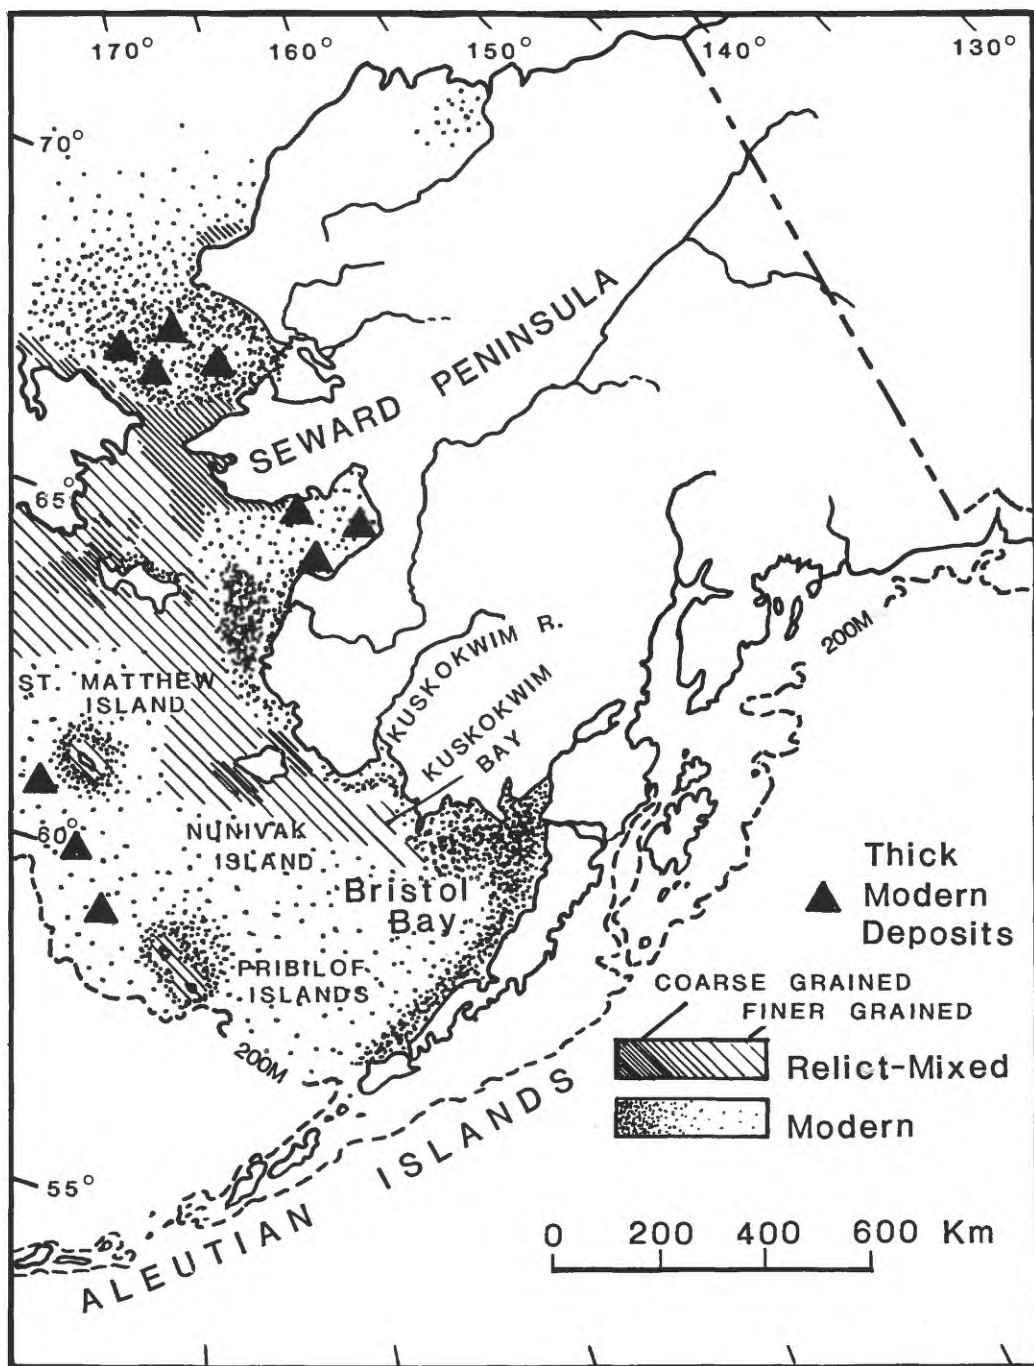 170° 160° 150° 140° 130°
70°
SEWARD PENINSULA
65°
200M
KUSKOKWIM R.
KUSKOKWIM
BAY
ST. MATTHEW
ISLAND
60°
NUNIVAK
ISLAND
Bristol
Bay
PRIBILOF
ISLANDS
200M
Thick
Modern
Deposits
COARSE GRAINED
FINER GRAINED
Relict-Mixed
Modern
55°
ALEUTIAN ISLANDS
0 200 400 600 Km